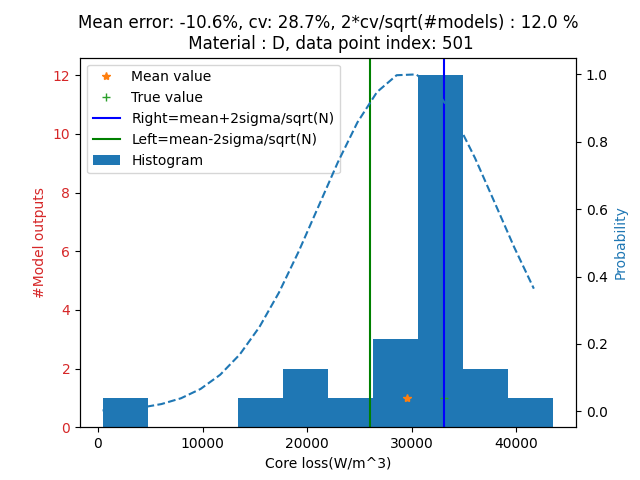 Mean error: -10.6%, cv: 28.7%, 2*cv/sqrt(#models) : 12.0 %
Material : D, data point index: 501
Mean value
True value
Right=mean+2sigma/sqrt(N)
Left=mean-2sigma/sqrt(N)
Histogram
#Model outputs
12
10
8
6
4
2
0
1.0
0.8
0.6
0.4
0.2
0.0
Probability
0
10000
20000
30000
40000
Core loss(W/m^3)